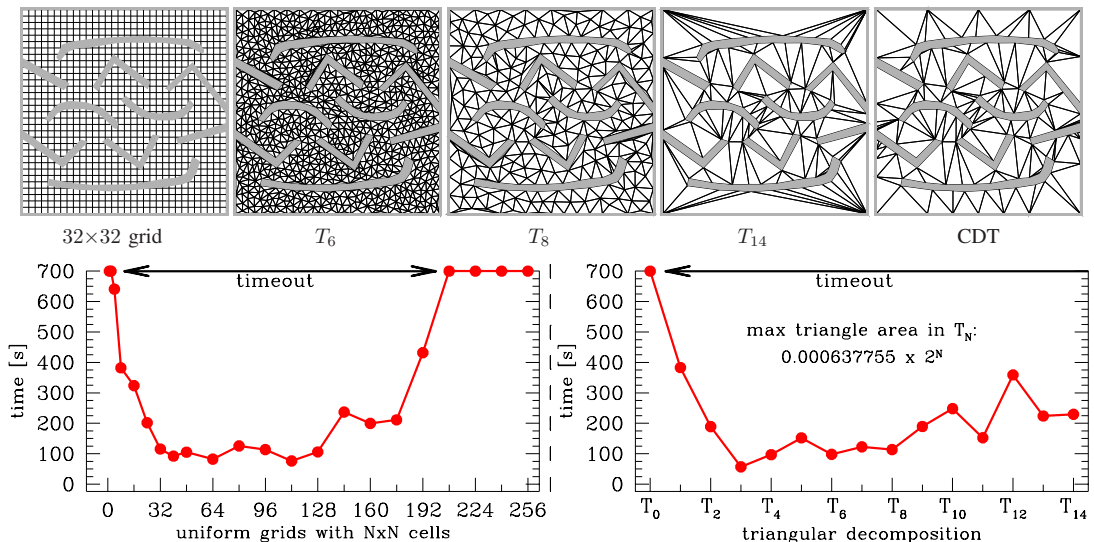 32×32 grid
T6
T8
T14
CDT
700
600
500
400
300
200
100
0
time [s]
timeout
0 32 64 96 128 160 192 224 256
uniform grids with NxN cells
700
600
500
400
300
200
100
0
time [s]
timeout
max triangle area in TN:
0.000637755 x 2^N
T0 T2 T4 T6 T8 T10 T12 T14
triangular decomposition